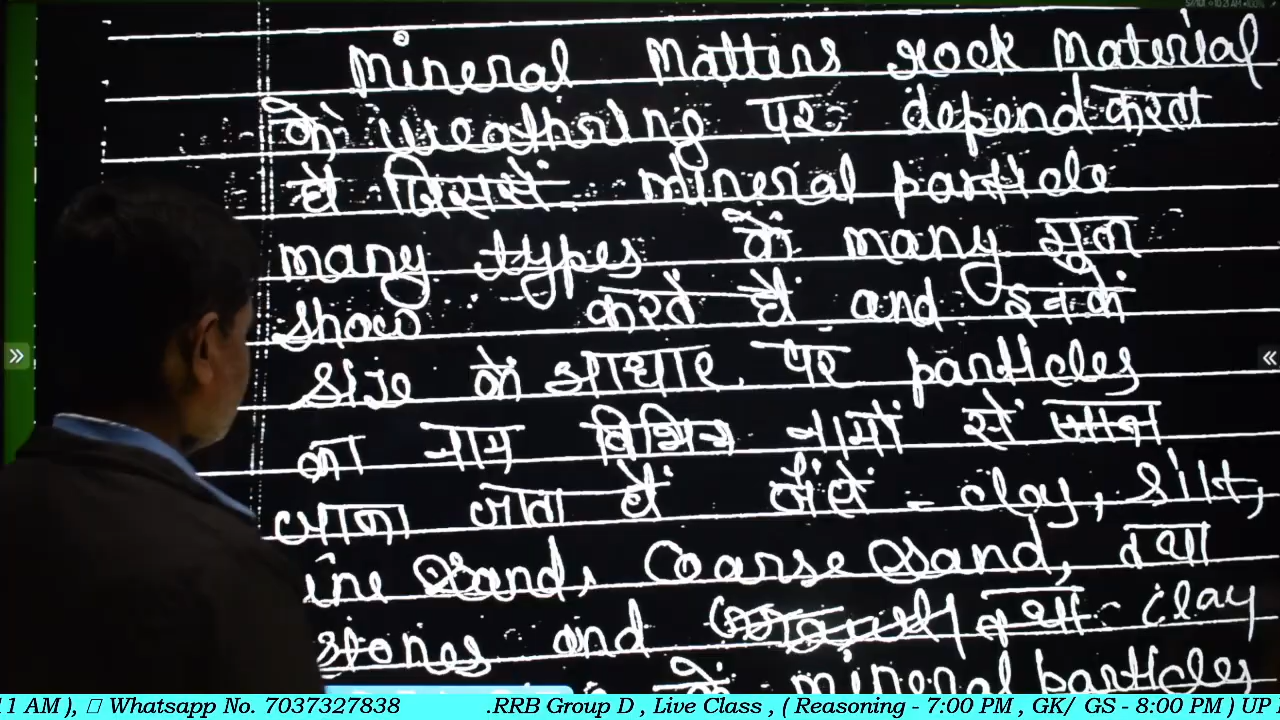 Mineral Matters rock Material
के weathring पर depend करता
है जिससे mineral particle
many types के many गुन
show करते हैं and इनके
size के आधार पर particles
का नाम विभिन्न नामों से जाना
जाता है जैसे - clay, silt,
ine sand, Coarse Sand, तथा
stones and तथा clay
के mineral particles
1 AM ), Whatsapp No. 7037327838 .RRB Group D , Live Class , ( Reasoning - 7:00 PM , GK/ GS - 8:00 PM ) UP